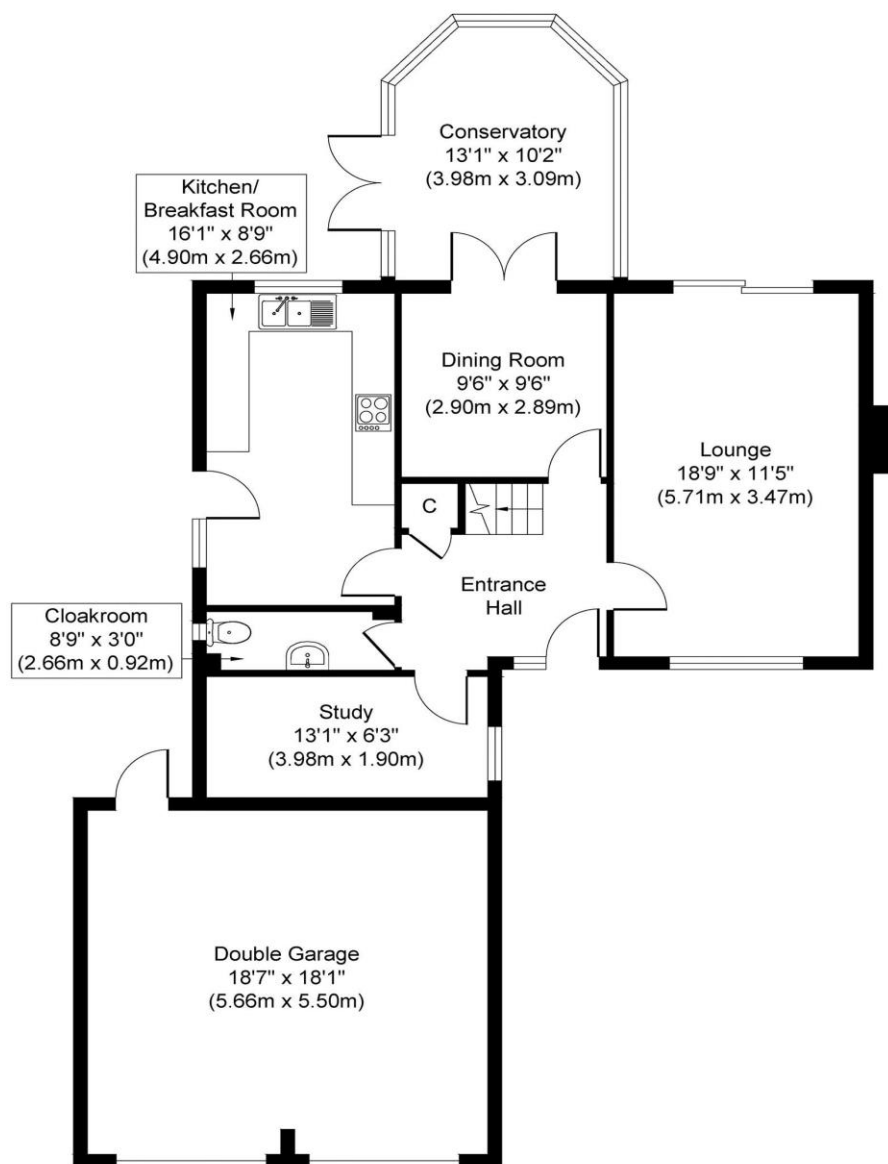 Conservatory
13'1" x 10'2"
(3.98m x 3.09m)
Kitchen/
Breakfast Room
16'1" x 8'9"
(4.90m x 2.66m)
Dining Room
9'6" x 9'6"
(2.90m x 2.89m)
Lounge
18'9" x 11'5"
(5.71m x 3.47m)
C
Entrance
Hall
Cloakroom
8'9" x 3'0"
(2.66m x 0.92m)
Study
13'1" x 6'3"
(3.98m x 1.90m)
Double Garage
18'7" x 18'1"
(5.66m x 5.50m)